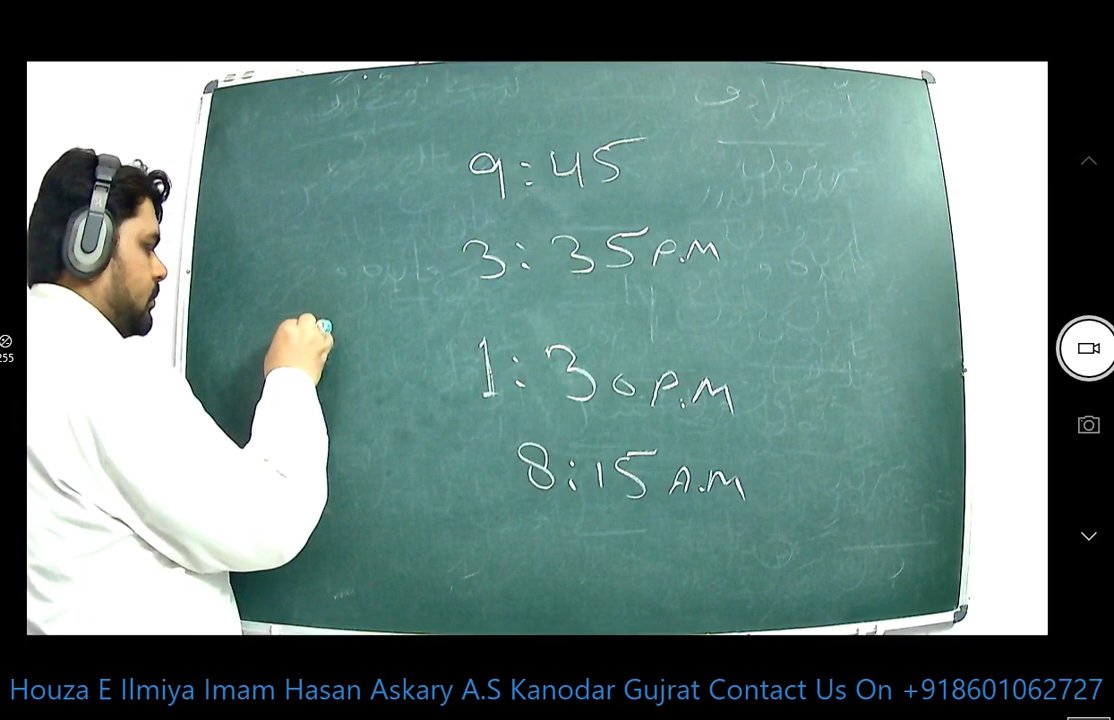 9:45
3:35 P.M
1:30 P.M
8:15 A.M
255
Houza E Ilmiya Imam Hasan Askary A.S Kanodar Gujrat Contact Us On +918601062727